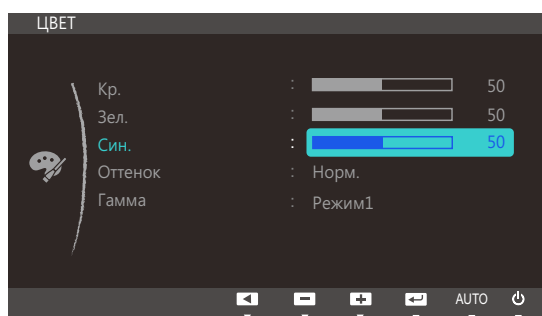 ЦВЕТ
Кр. : 50
Зел. : 50
Син. : 50
Оттенок : Норм.
Гамма : Режим1
AUTO